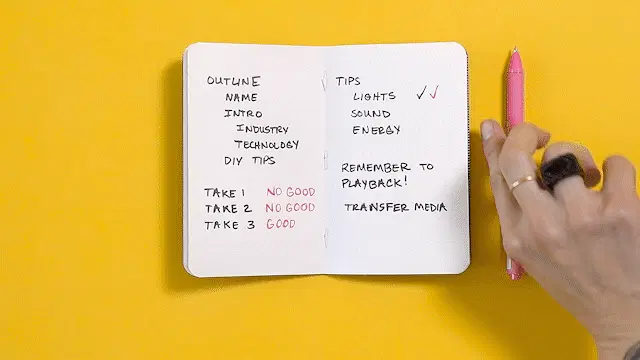 OUTLINE
NAME
INTRO
INDUSTRY
TECHNOLOGY
DIY TIPS
TAKE 1 NO GOOD
TAKE 2 NO GOOD
TAKE 3 GOOD
TIPS
LIGHTS ✓✓
SOUND
ENERGY
REMEMBER TO
PLAYBACK!
TRANSFER MEDIA